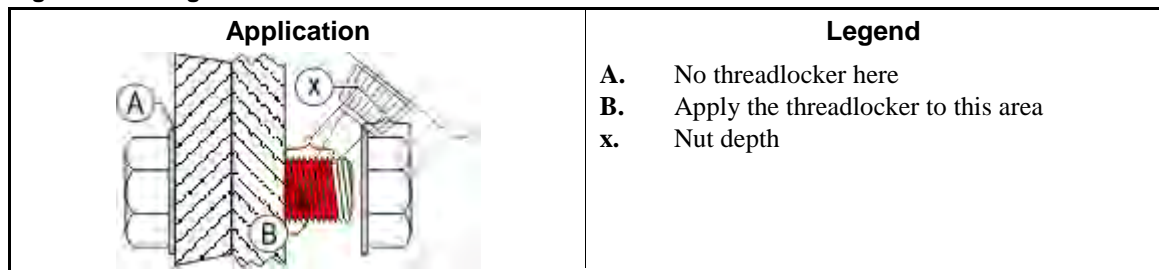 Application
Legend
A
x
B
A. No threadlocker here
B. Apply the threadlocker to this area
x. Nut depth